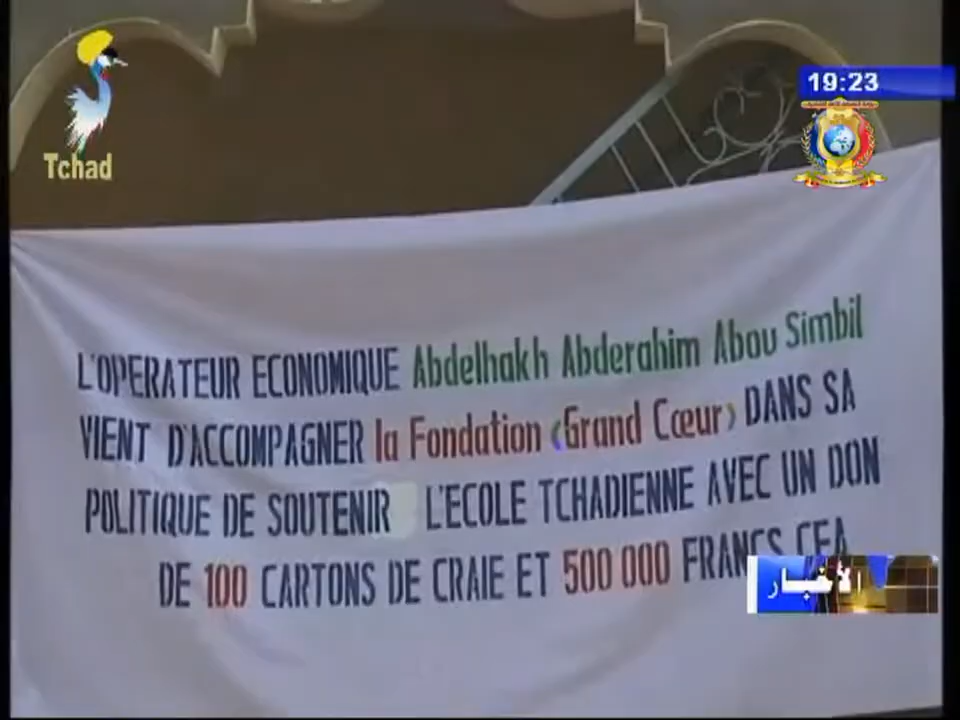 Tchad
19:23
L'OPERATEUR ECONOMIQUE Abdelhakh Abderahim Abou Simbil
VIENT D'ACCOMPAGNER la Fondation ‹Grand Cœur› DANS SA
POLITIQUE DE SOUTENIR L'ECOLE TCHADIENNE AVEC UN DON
DE 100 CARTONS DE CRAIE ET 500 000 FRANCS CFA
الأخبار